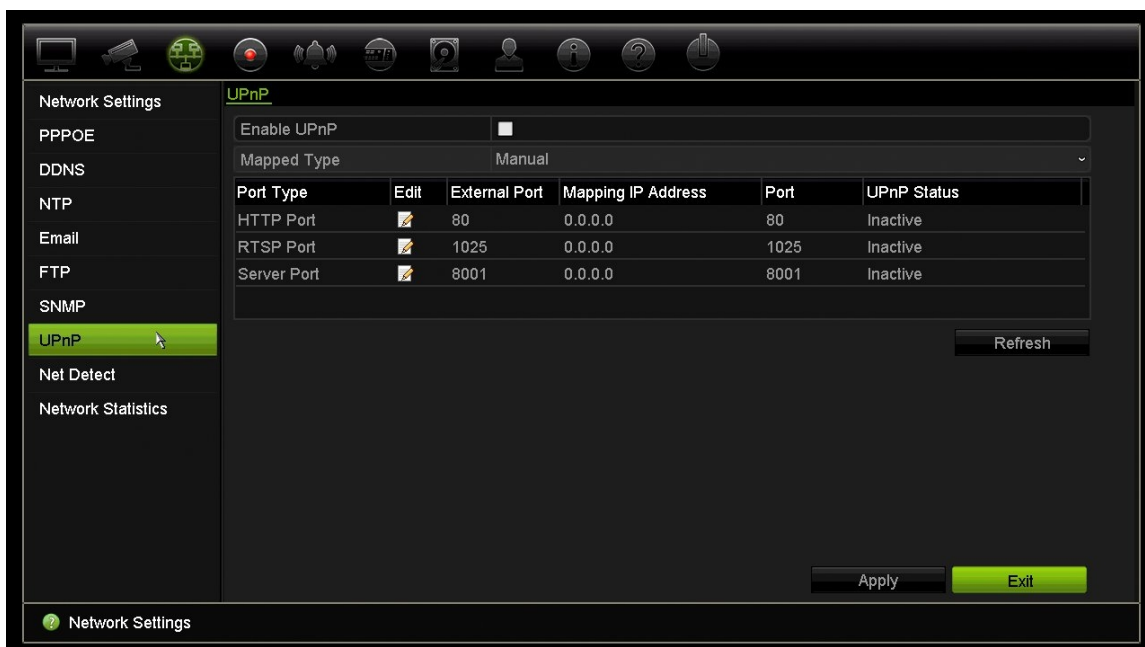 UPnP
Network Settings
PPPOE
DDNS
NTP
Email
FTP
SNMP
UPnP
Net Detect
Network Statistics
Enable UPnP
Mapped Type Manual
Port Type Edit External Port Mapping IP Address Port UPnP Status
HTTP Port 80 0.0.0.0 80 Inactive
RTSP Port 1025 0.0.0.0 1025 Inactive
Server Port 8001 0.0.0.0 8001 Inactive
Refresh
Apply Exit
Network Settings